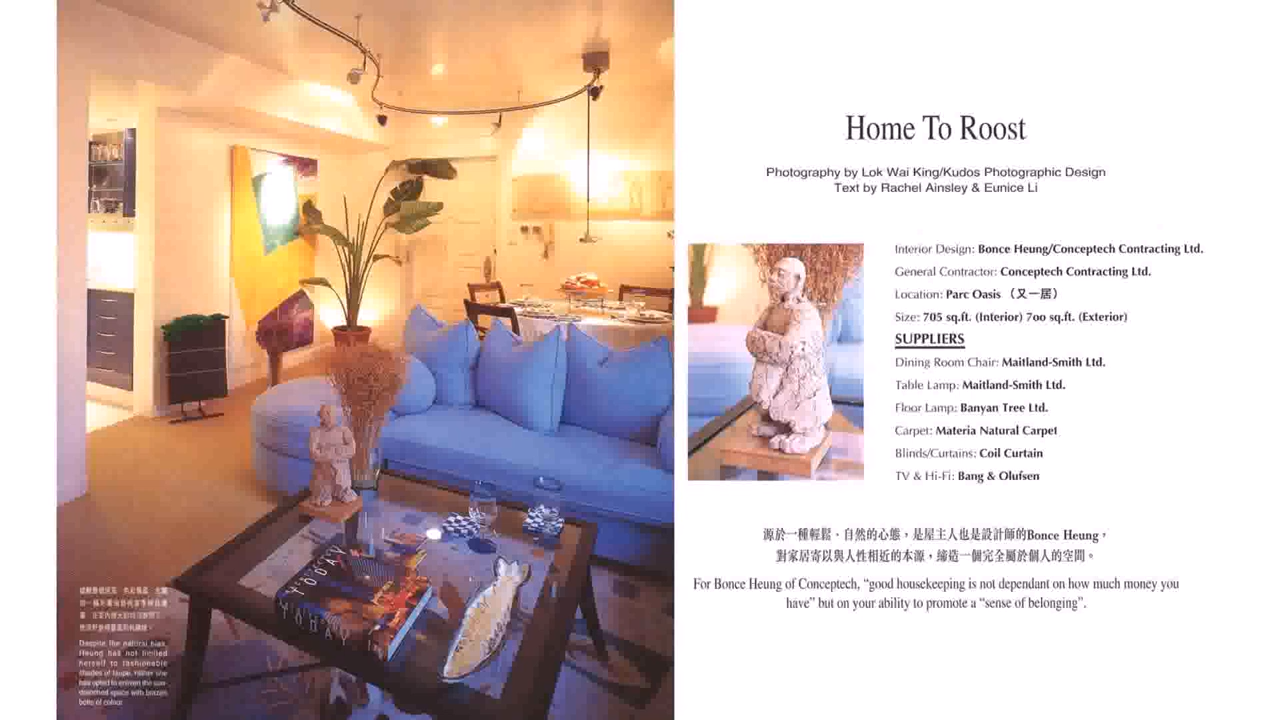 Home To Roost
Photography by Lok Wai King/Kudos Photographic Design
Text by Rachel Ainsley & Eunice Li
Interior Design: Bonce Heung/Conceptech Contracting Ltd.
General Contractor: Conceptech Contracting Ltd.
Location: Parc Oasis （又一居）
Size: 705 sq.ft. (Interior) 7oo sq.ft. (Exterior)
SUPPLIERS
Dining Room Chair: Maitland-Smith Ltd.
Table Lamp: Maitland-Smith Ltd.
Floor Lamp: Banyan Tree Ltd.
Carpet: Materia Natural Carpet
Blinds/Curtains: Coil Curtain
TV & Hi-Fi: Bang & Olufsen
源於一種輕鬆．自然的心態，是屋主人也是設計師的Bonce Heung，
對家居寄以與人性相近的本源，締造一個完全屬於個人的空間。
For Bonce Heung of Conceptech, “good housekeeping is not dependant on how much money you
have” but on your ability to promote a “sense of belonging”.
Despite the natural bias,
Heung has not limited
herself to fashionable
shades of taupe. Rather she
has opted to enliven the sun-
drenched space with brazen
bolts of colour.
TODAY
TODAY